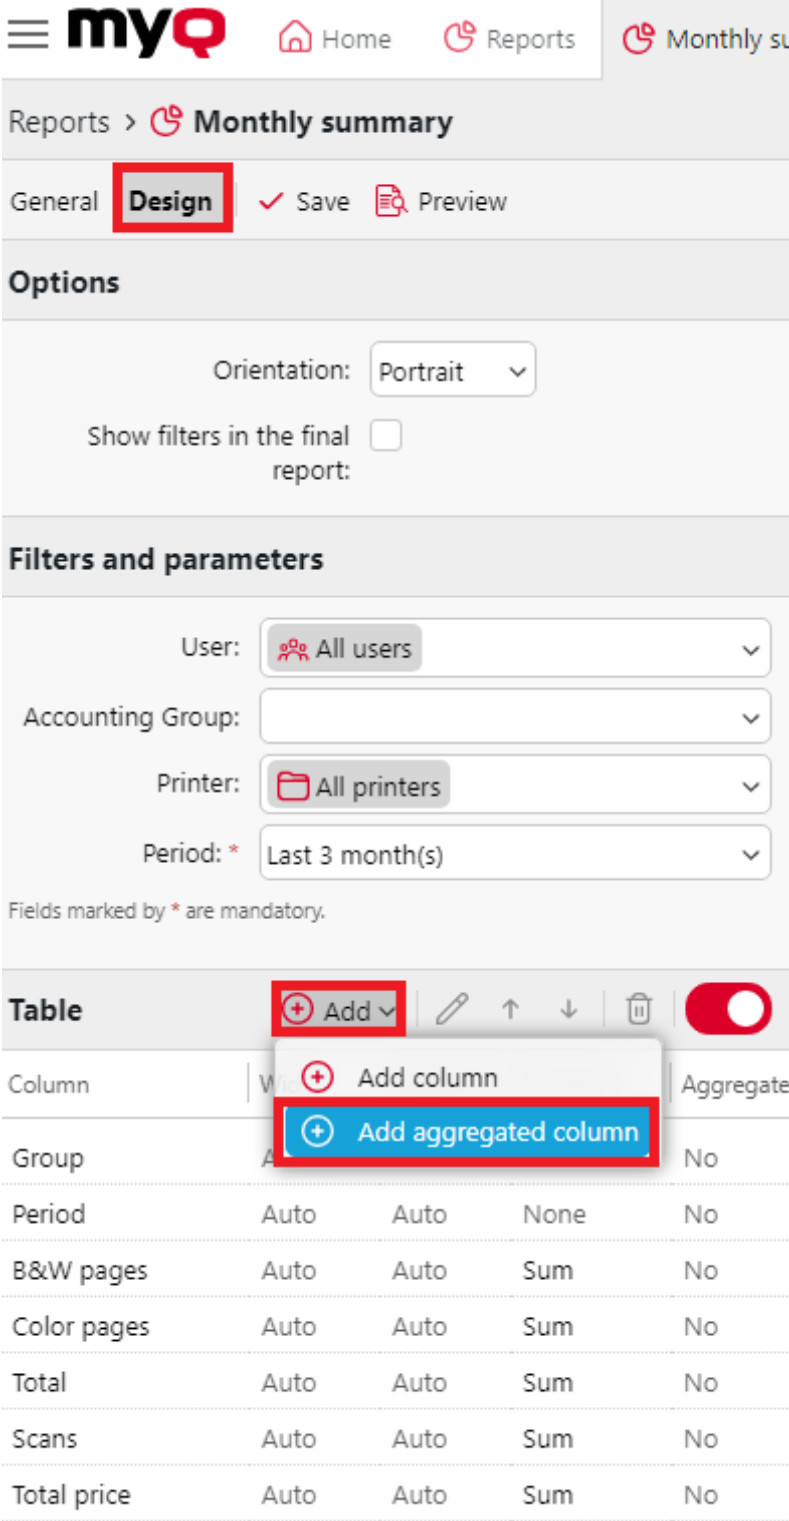 myQ Home Reports Monthly su
Reports > Monthly summary
General Design Save Preview
Options
Orientation: Portrait
Show filters in the final
report:
Filters and parameters
User: All users
Accounting Group:
Printer: All printers
Period: * Last 3 month(s)
Fields marked by * are mandatory.
Table Add
Add column
Column Aggregate
Add aggregated column
Group No
Period Auto Auto None No
B&W pages Auto Auto Sum No
Color pages Auto Auto Sum No
Total Auto Auto Sum No
Scans Auto Auto Sum No
Total price Auto Auto Sum No